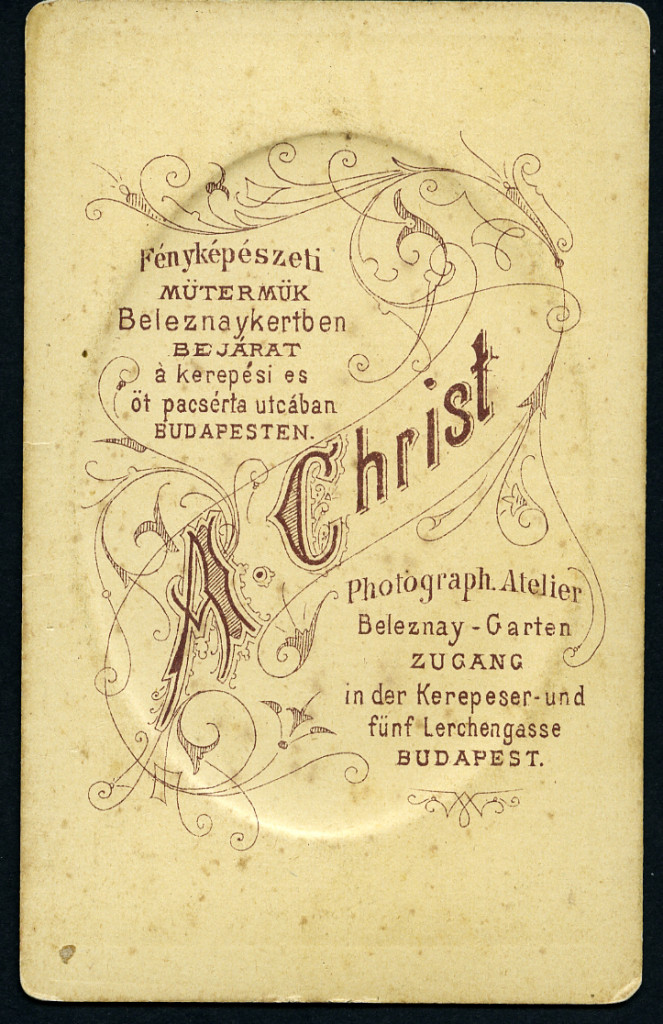 Fényképészeti
MŰTERMÜK
Beleznaykertben
BEJÁRAT
à kerepési es
öt pacsérta utcában
BUDAPESTEN.
A. Christ
Photograph. Atelier
Beleznay - Garten
ZUGANG
in der Kerepeser- und
fünf Lerchengasse
BUDAPEST.